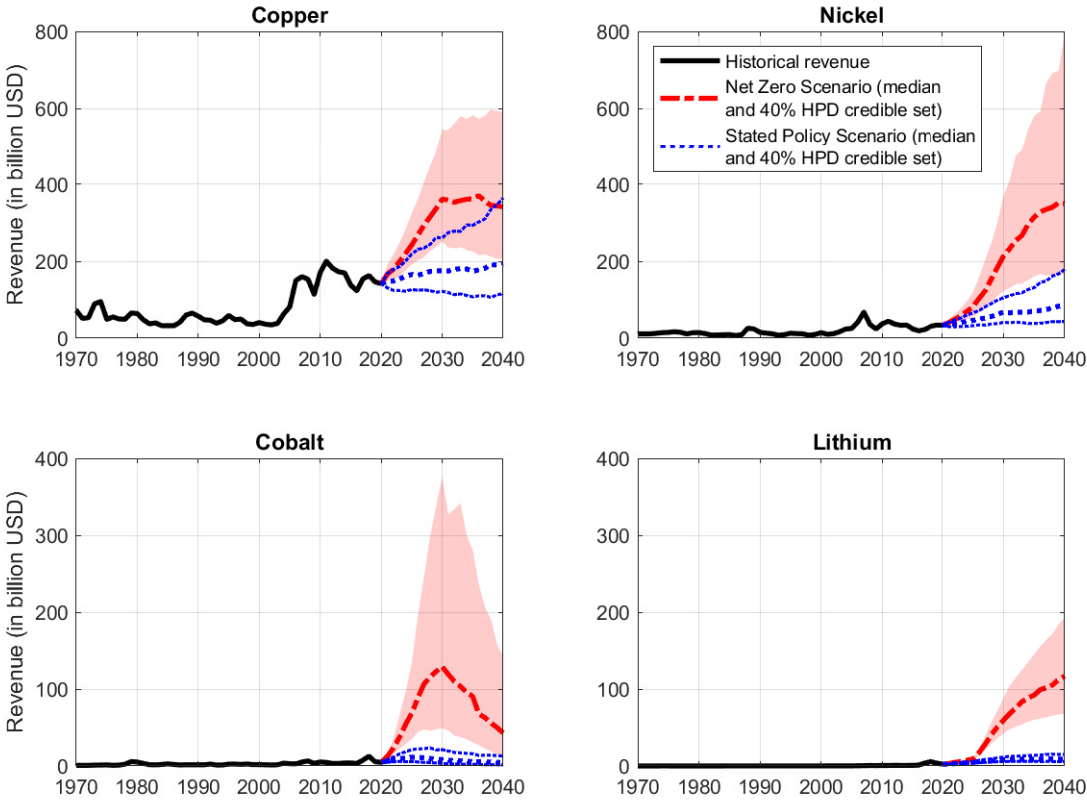 Copper
Revenue (in billion USD)
800
600
400
200
0
1970 1980 1990 2000 2010 2020 2030 2040
Nickel
800
600
400
200
0
1970 1980 1990 2000 2010 2020 2030 2040
Historical revenue
Net Zero Scenario (median
and 40% HPD credible set)
Stated Policy Scenario (median
and 40% HPD credible set)
Cobalt
Revenue (in billion USD)
400
300
200
100
0
1970 1980 1990 2000 2010 2020 2030 2040
Lithium
400
300
200
100
0
1970 1980 1990 2000 2010 2020 2030 2040